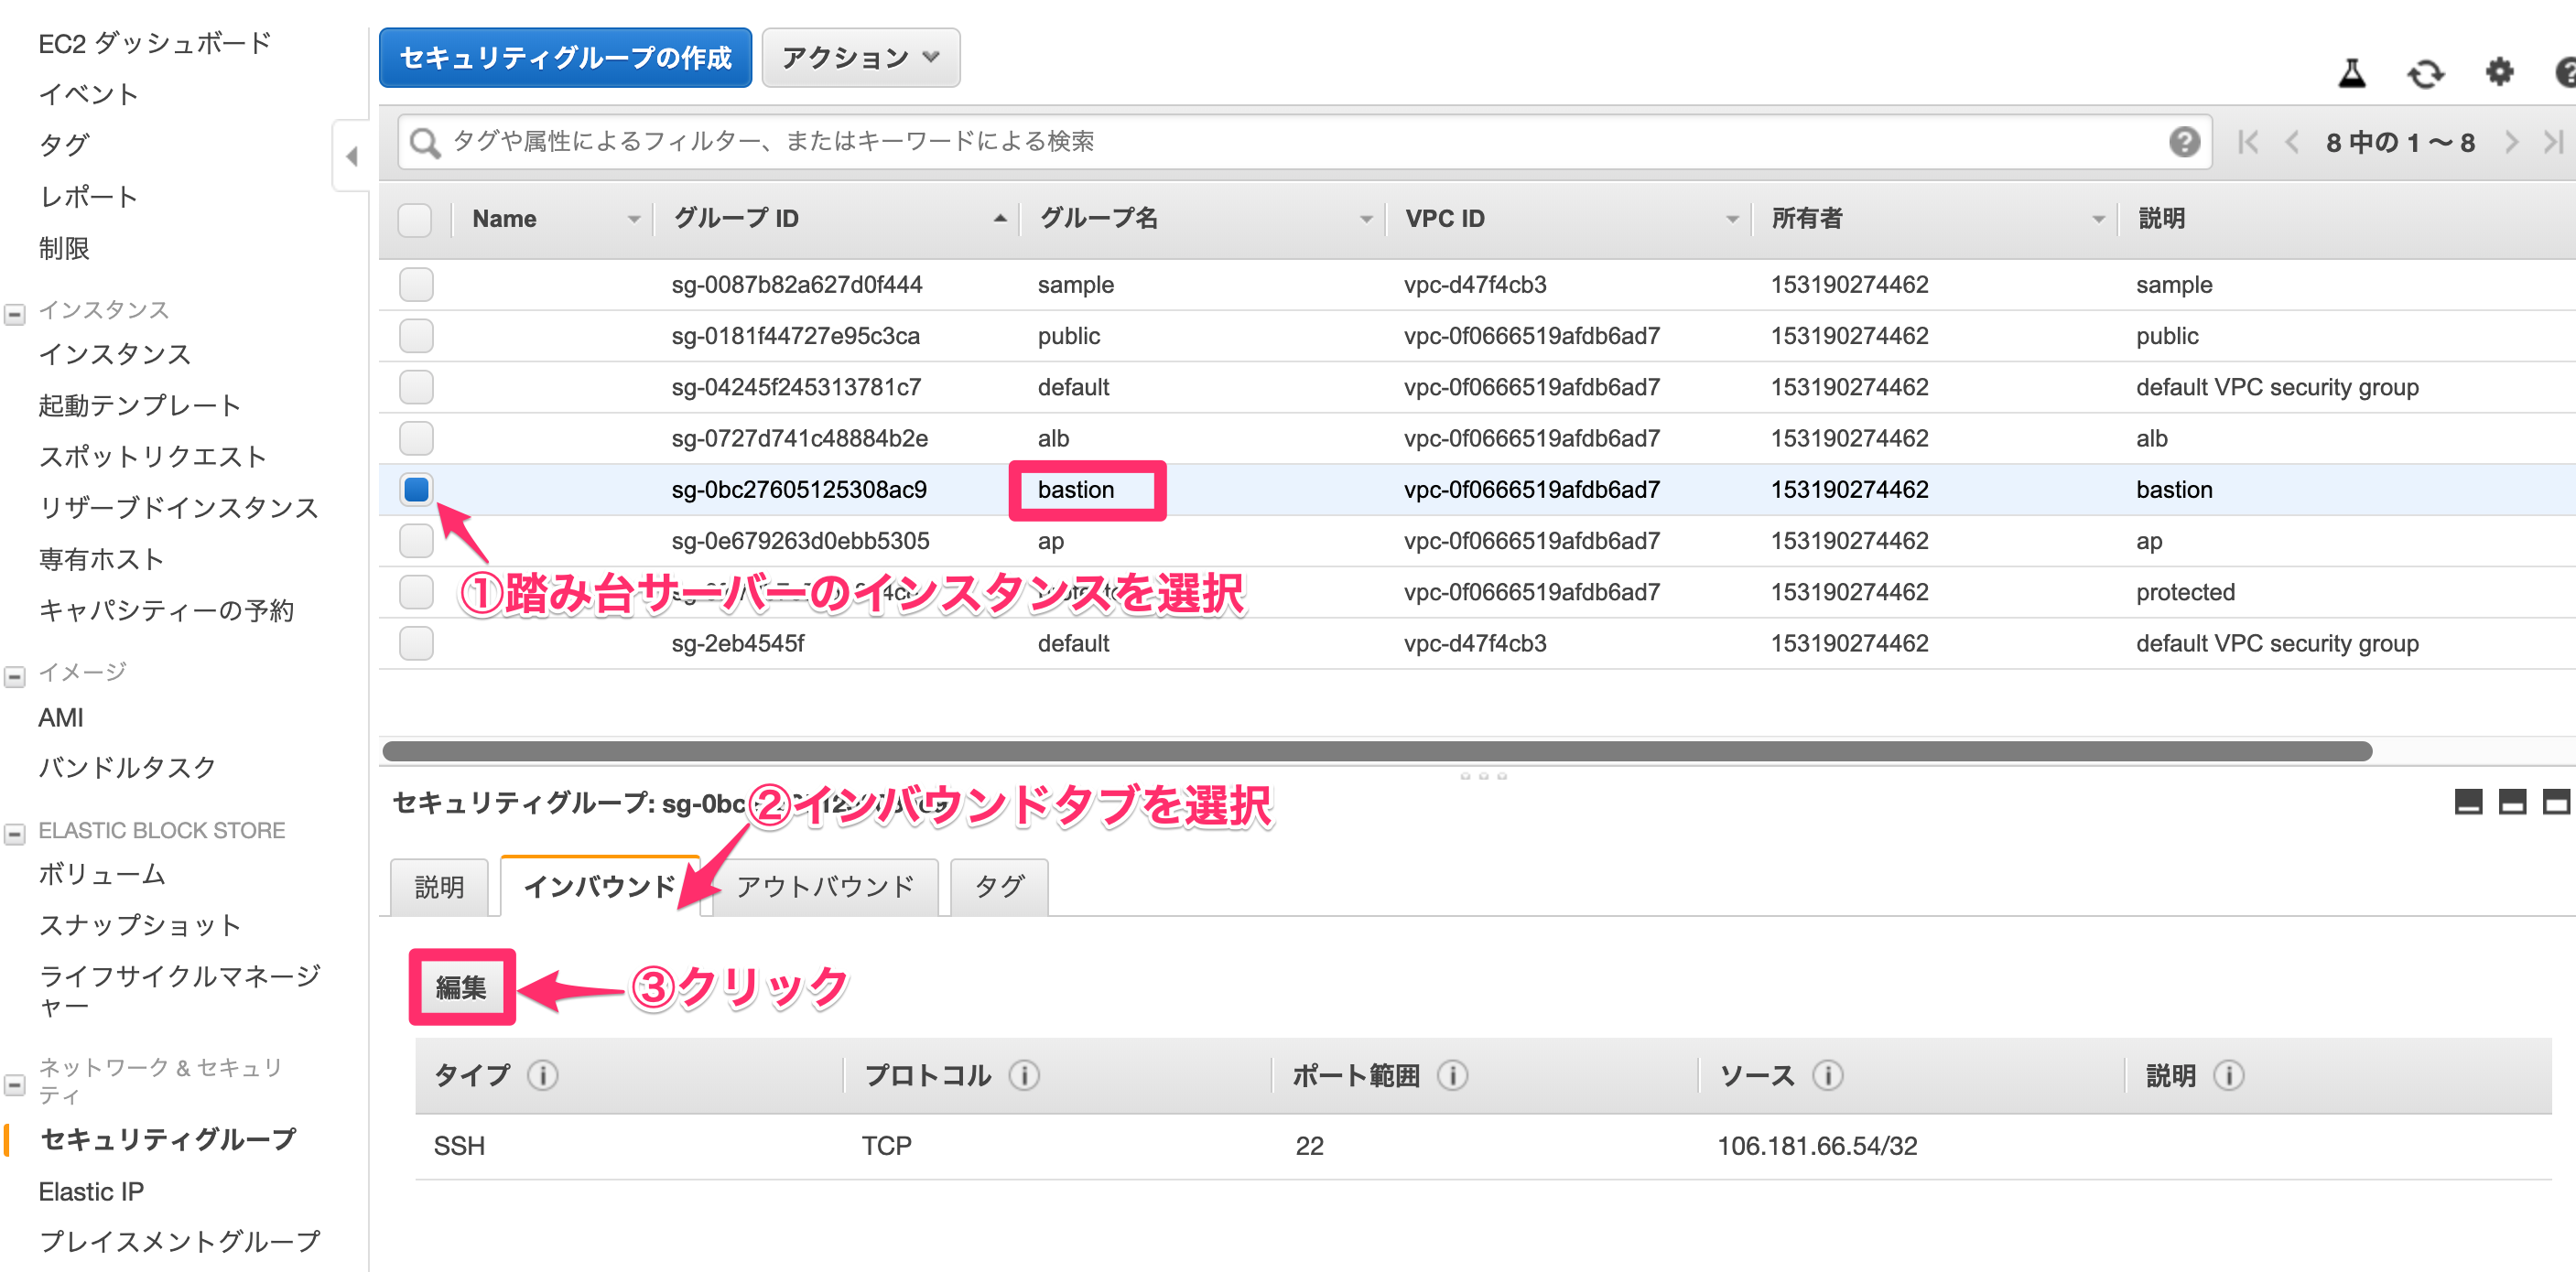 EC2 ダッシュボード
イベント
タグ
レポート
制限
インスタンス
インスタンス
起動テンプレート
スポットリクエスト
リザーブドインスタンス
専有ホスト
キャパシティーの予約
イメージ
AMI
バンドルタスク
ELASTIC BLOCK STORE
ボリューム
スナップショット
ライフサイクルマネージ
ャー
ネットワーク & セキュリ
ティ
セキュリティグループ
Elastic IP
プレイスメントグループ
セキュリティグループの作成 アクション
タグや属性によるフィルター、またはキーワードによる検索 8 中の 1 〜 8
Name グループ ID グループ名 VPC ID 所有者 説明
sg-0087b82a627d0f444 sample vpc-d47f4cb3 153190274462 sample
sg-0181f44727e95c3ca public vpc-0f0666519afdb6ad7 153190274462 public
sg-04245f245313781c7 default vpc-0f0666519afdb6ad7 153190274462 default VPC security group
sg-0727d741c48884b2e alb vpc-0f0666519afdb6ad7 153190274462 alb
sg-0bc27605125308ac9 bastion vpc-0f0666519afdb6ad7 153190274462 bastion
sg-0e679263d0ebb5305 ap vpc-0f0666519afdb6ad7 153190274462 ap
①踏み台サーバーのインスタンスを選択
vpc-0f0666519afdb6ad7 153190274462 protected
sg-2eb4545f default vpc-d47f4cb3 153190274462 default VPC security group
セキュリティグループ:
②インバウンドタブを選択
説明 インバウンド アウトバウンド タグ
編集 ③クリック
タイプ プロトコル ポート範囲 ソース 説明
SSH TCP 22 106.181.66.54/32